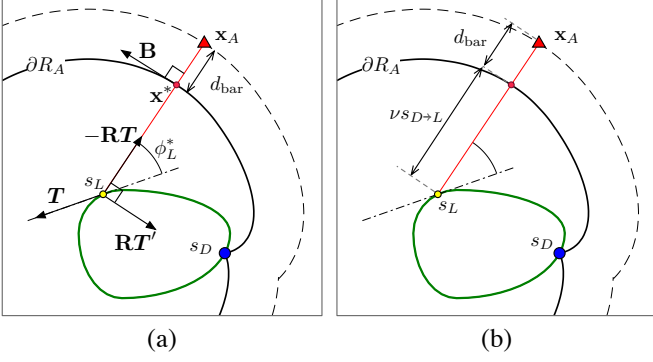 ∂R_A
B
x_A
x*
d_bar
−RT
ϕ*_L
s_L
T
RT′
s_D
(a)
d_bar
x_A
∂R_A
νs_{D→L}
s_L
s_D
(b)